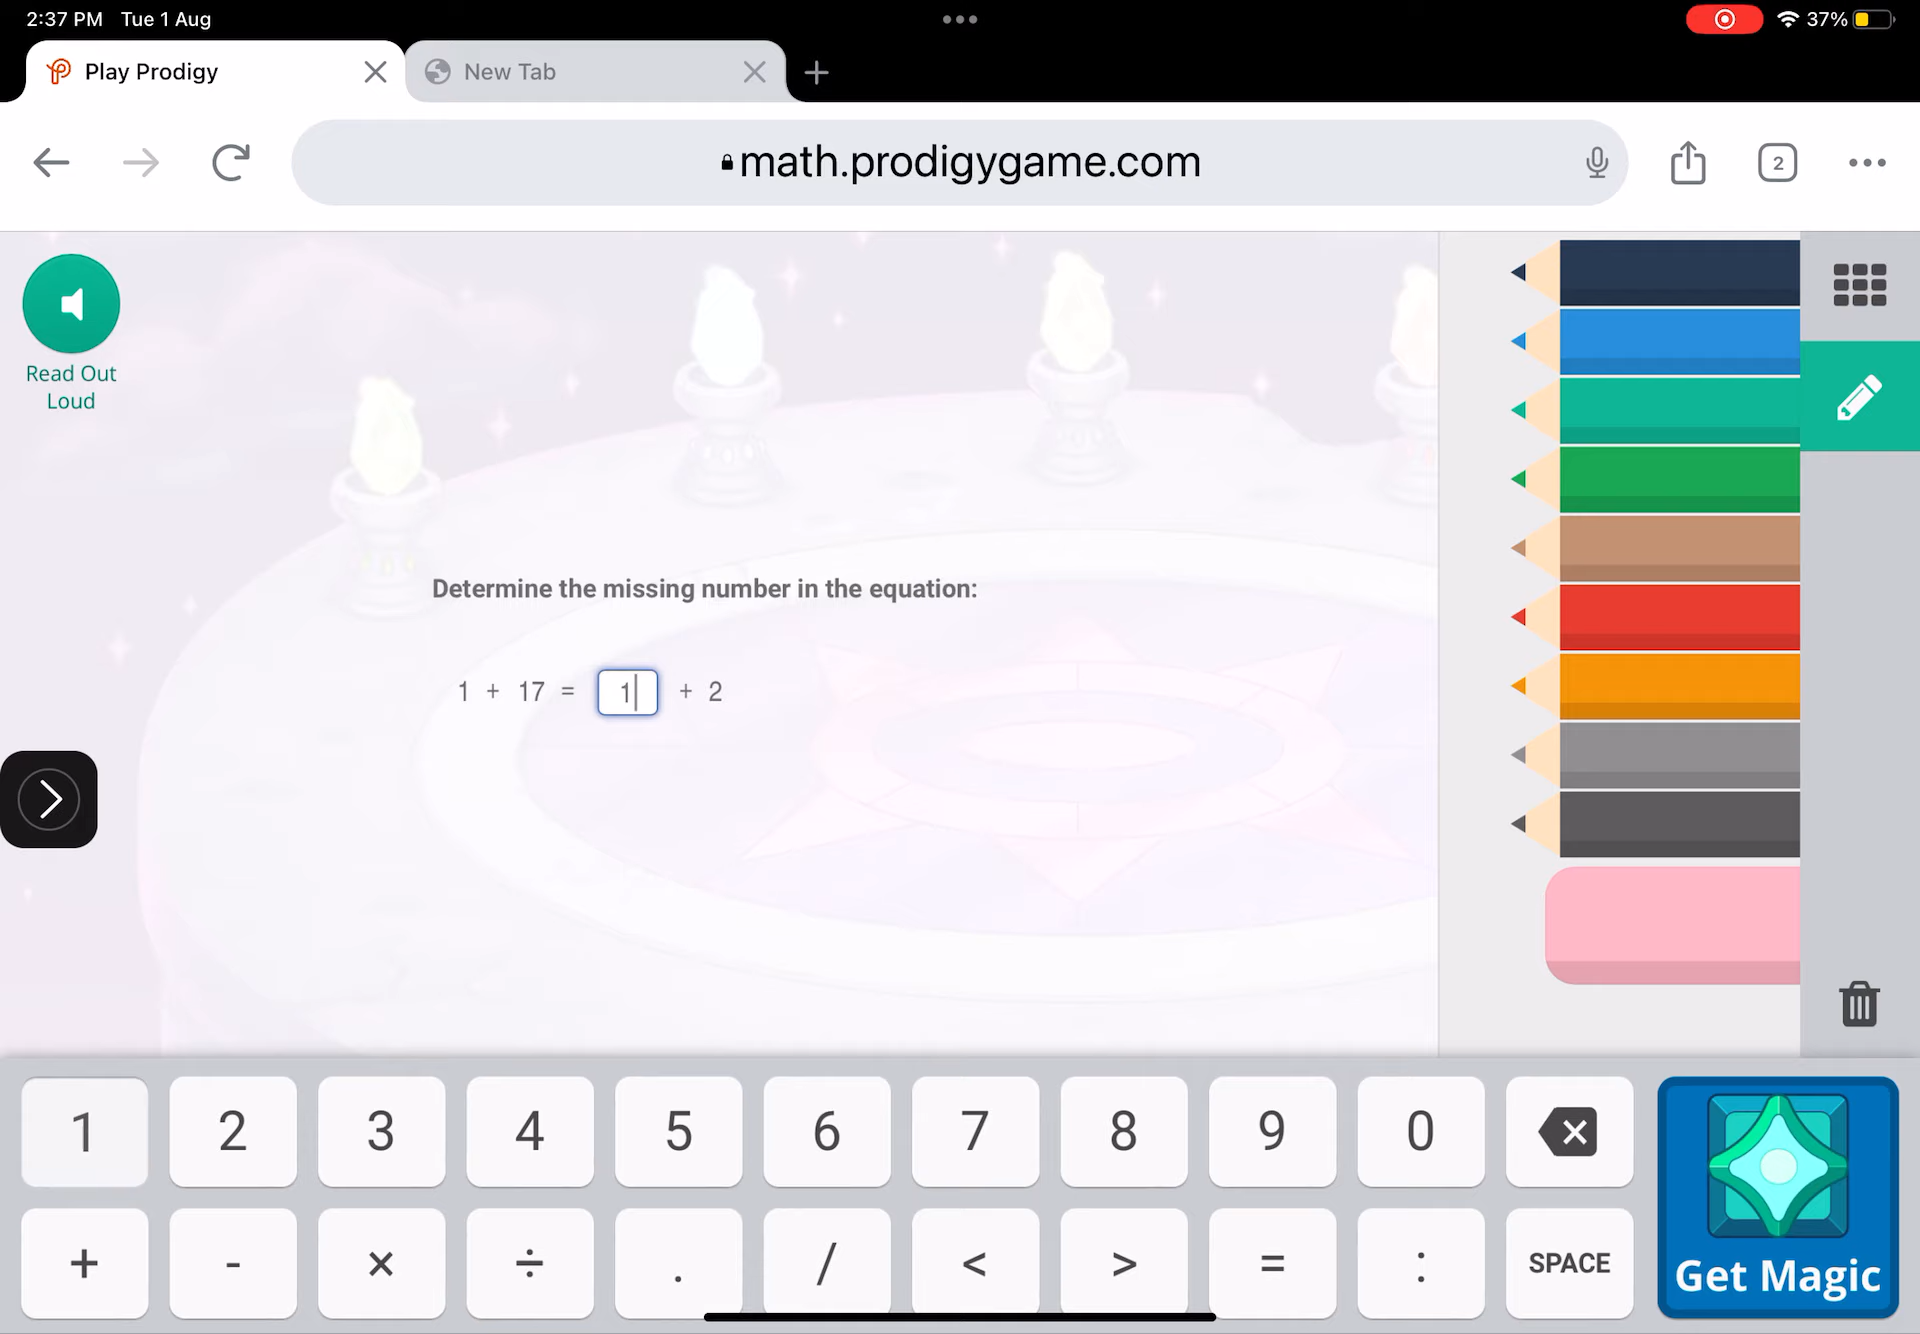 2:37 PM Tue 1 Aug
37%
Play Prodigy
New Tab
math.prodigygame.com
2
Read Out
Loud
Determine the missing number in the equation:
1 + 17 = 1 + 2
1 2 3 4 5 6 7 8 9 0
+ - × ÷ . / < > = : SPACE
Get Magic